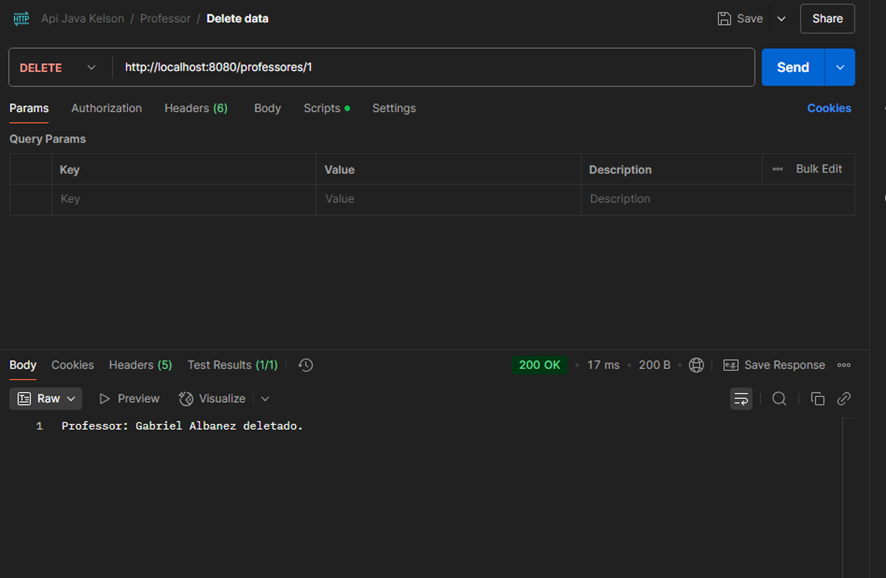 HTTP Api Java Kelson / Professor / Delete data Save Share
DELETE http://localhost:8080/professores/1 Send
Params Authorization Headers (6) Body Scripts Settings Cookies
Query Params
Key Value Description Bulk Edit
Key Value Description
Body Cookies Headers (5) Test Results (1/1) 200 OK 17 ms 200 B e.g. Save Response
Raw Preview Visualize
1 Professor: Gabriel Albanez deletado.